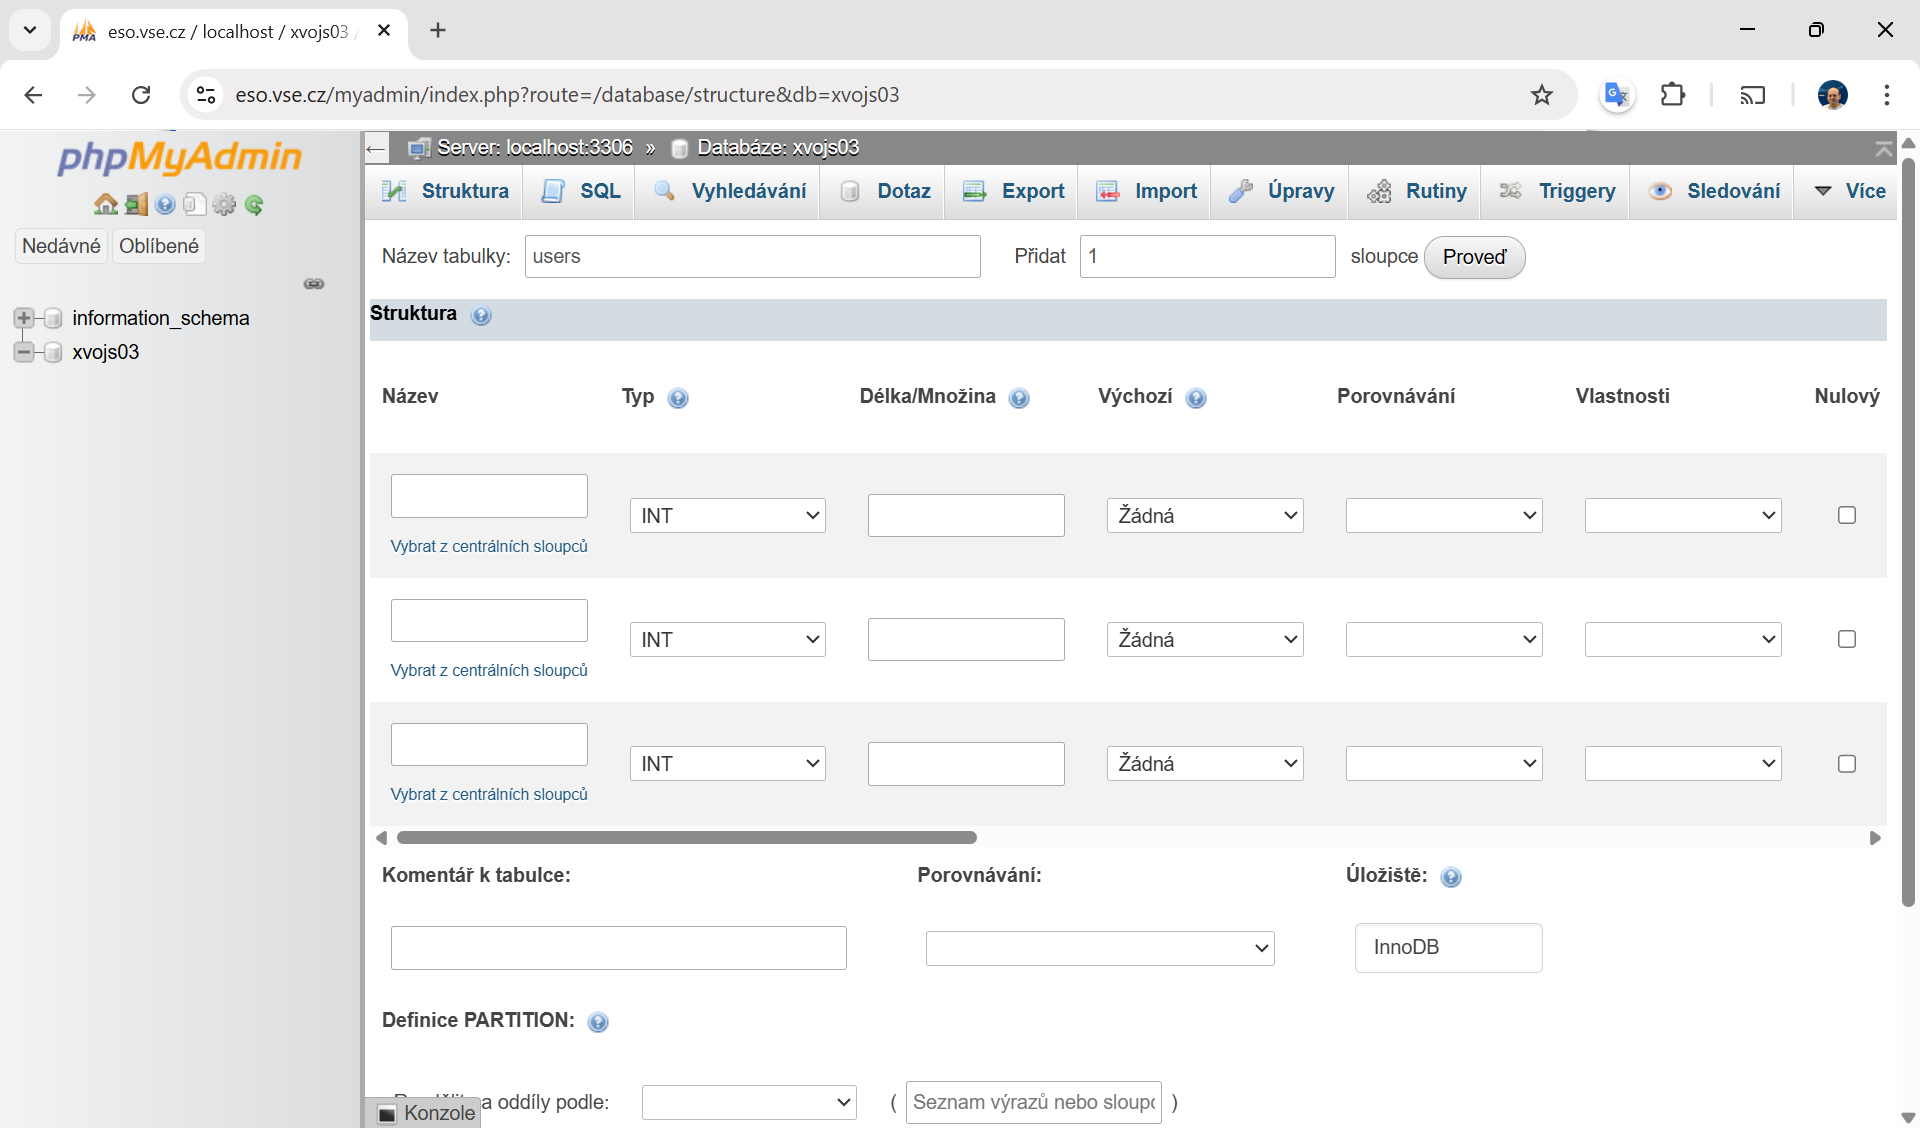 eso.vse.cz / localhost / xvojs03 /
eso.vse.cz/myadmin/index.php?route=/database/structure&db=xvojs03
phpMyAdmin
Nedávné Oblíbené
information_schema
xvojs03
Server: localhost:3306 » Databáze: xvojs03
Struktura SQL Vyhledávání Dotaz Export Import Úpravy Rutiny Triggery Sledování Více
Název tabulky: users Přidat 1 sloupce Proveď
Struktura
Název Typ Délka/Množina Výchozí Porovnávání Vlastnosti Nulový
INT Žádná
Vybrat z centrálních sloupců
INT Žádná
Vybrat z centrálních sloupců
INT Žádná
Vybrat z centrálních sloupců
Komentář k tabulce: Porovnávání: Úložiště:
InnoDB
Definice PARTITION:
a oddíly podle: ( Seznam výrazů nebo sloupc )
Konzole